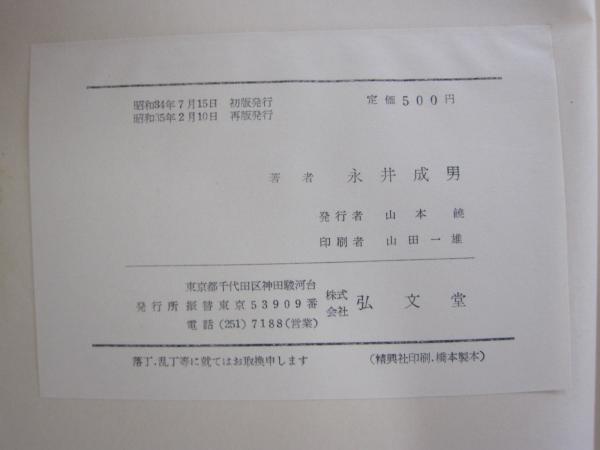 昭和34年7月15日 初版発行 定価500円
昭和35年2月10日 再版発行
著者 永井成男
発行者 山本饒
印刷者 山田一雄
東京都千代田区神田駿河台
発行所 振替東京53909番 株式会社 弘文堂
電話(251)7188(営業)
落丁,乱丁等に就てはお取換申します (精興社印刷,橋本製本)